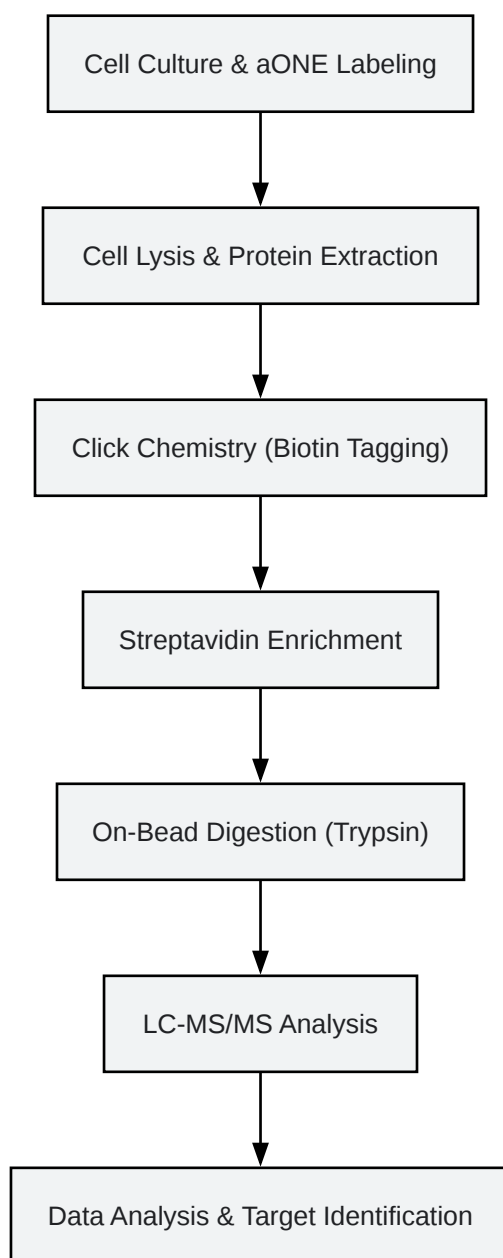 Cell Culture & aONE Labeling
Cell Lysis & Protein Extraction
Click Chemistry (Biotin Tagging)
Streptavidin Enrichment
On-Bead Digestion (Trypsin)
LC-MS/MS Analysis
Data Analysis & Target Identification